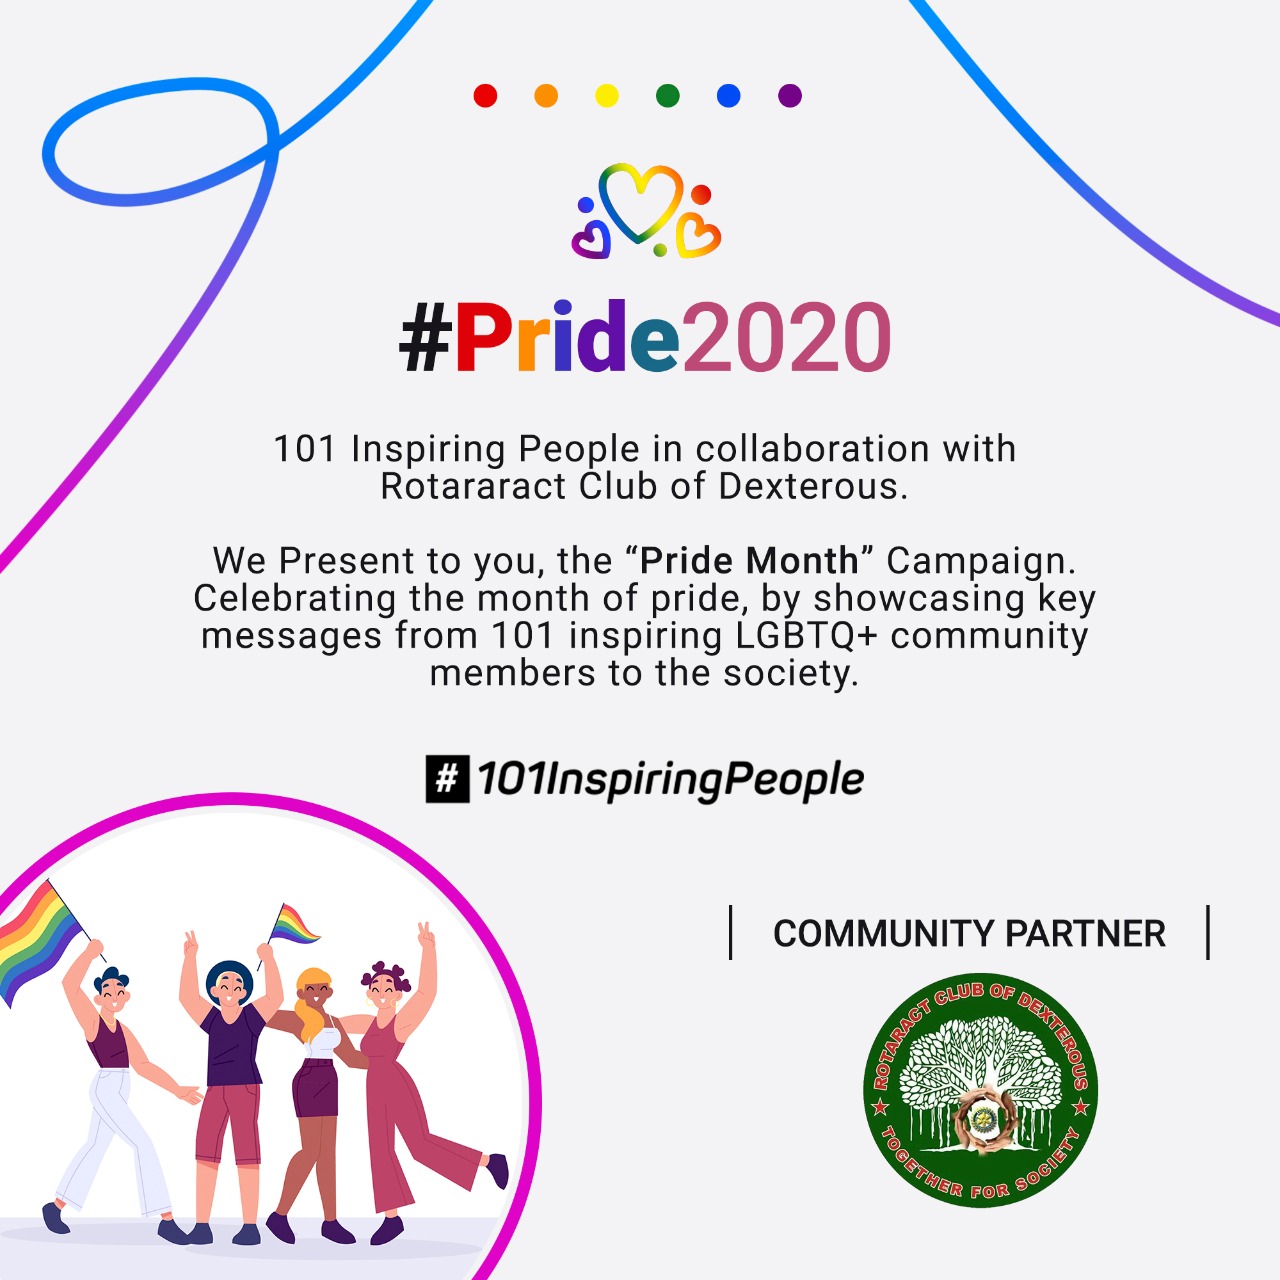 #Pride2020
101 Inspiring People in collaboration with
Rotararact Club of Dexterous.
We Present to you, the “Pride Month” Campaign.
Celebrating the month of pride, by showcasing key
messages from 101 inspiring LGBTQ+ community
members to the society.
# 101InspiringPeople
COMMUNITY PARTNER
ROTARACT CLUB OF DEXTEROUS
TOGETHER FOR SOCIETY